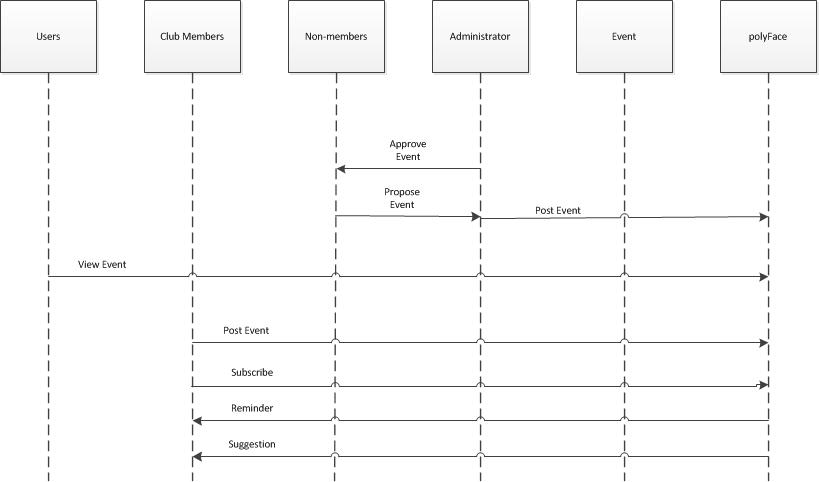 Users
Club Members
Non-members
Administrator
Event
polyFace
Approve
Event
Propose
Event
Post Event
View Event
Post Event
Subscribe
Reminder
Suggestion